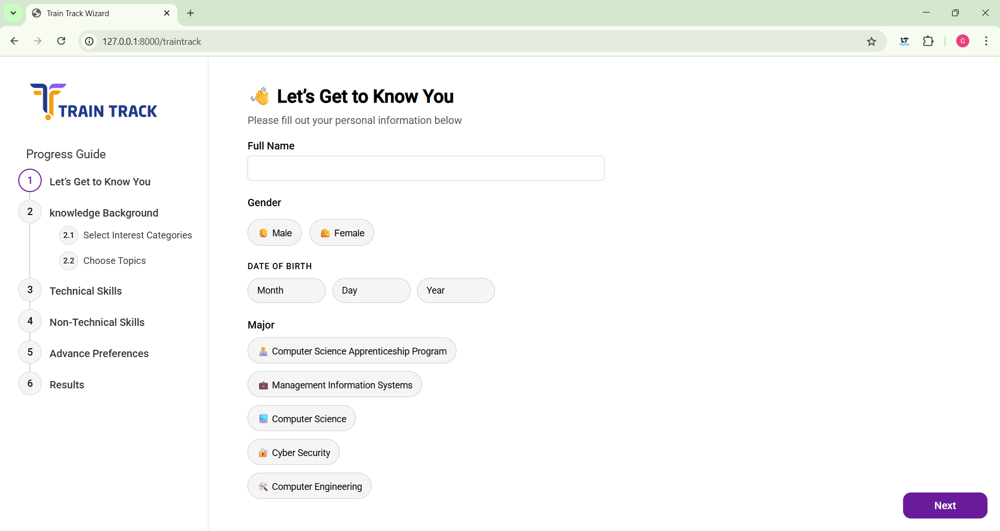 Train Track Wizard
127.0.0.1:8000/traintrack
LT
G
TRAIN TRACK
Progress Guide
1 Let's Get to Know You
2 knowledge Background
2.1 Select Interest Categories
2.2 Choose Topics
3 Technical Skills
4 Non-Technical Skills
5 Advance Preferences
6 Results
👋 Let's Get to Know You
Please fill out your personal information below
Full Name
Gender
Male Female
DATE OF BIRTH
Month Day Year
Major
Computer Science Apprenticeship Program
Management Information Systems
Computer Science
Cyber Security
Computer Engineering
Next